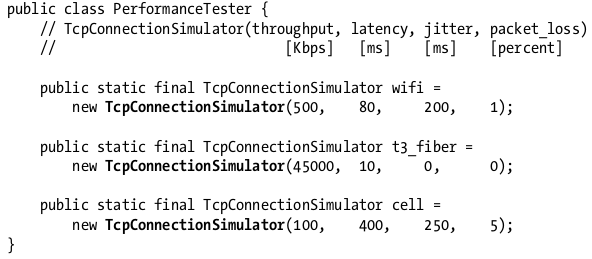 public class PerformanceTester {
    // TcpConnectionSimulator(throughput, latency, jitter, packet_loss)
    //                            [Kbps]   [ms]    [ms]    [percent]
    public static final TcpConnectionSimulator wifi =
        new TcpConnectionSimulator(500,    80,     200,    1);
    public static final TcpConnectionSimulator t3_fiber =
        new TcpConnectionSimulator(45000,  10,     0,      0);
    public static final TcpConnectionSimulator cell =
        new TcpConnectionSimulator(100,    400,    250,    5);
}